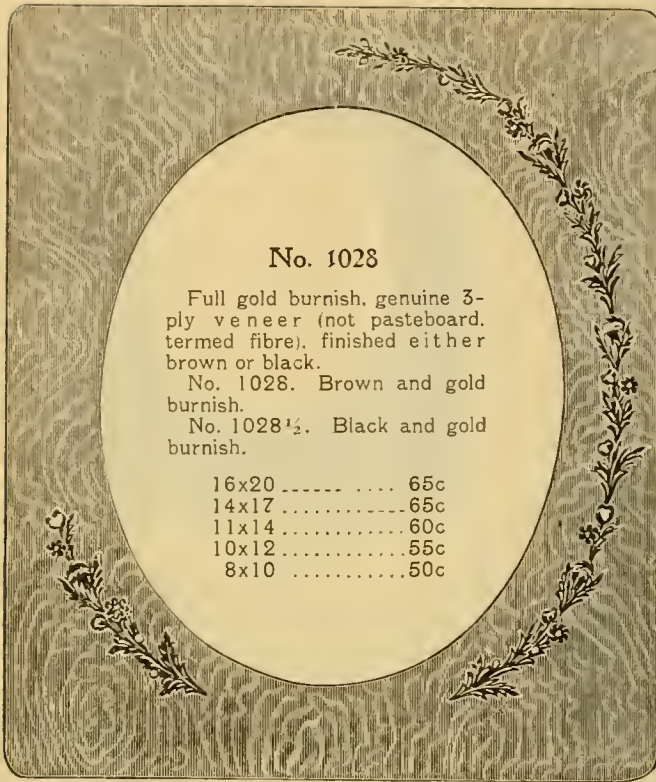 No. 1028
Full gold burnish. genuine 3-
ply veneer (not pasteboard.
termed fibre). finished either
brown or black.
No. 1028. Brown and gold
burnish.
No. 1028½. Black and gold
burnish.
16x20 ------ .... 65c
14x17 ...........----65c
11x14 ............ 60c
10x12 ............ 55c
8x10 ........... 50c